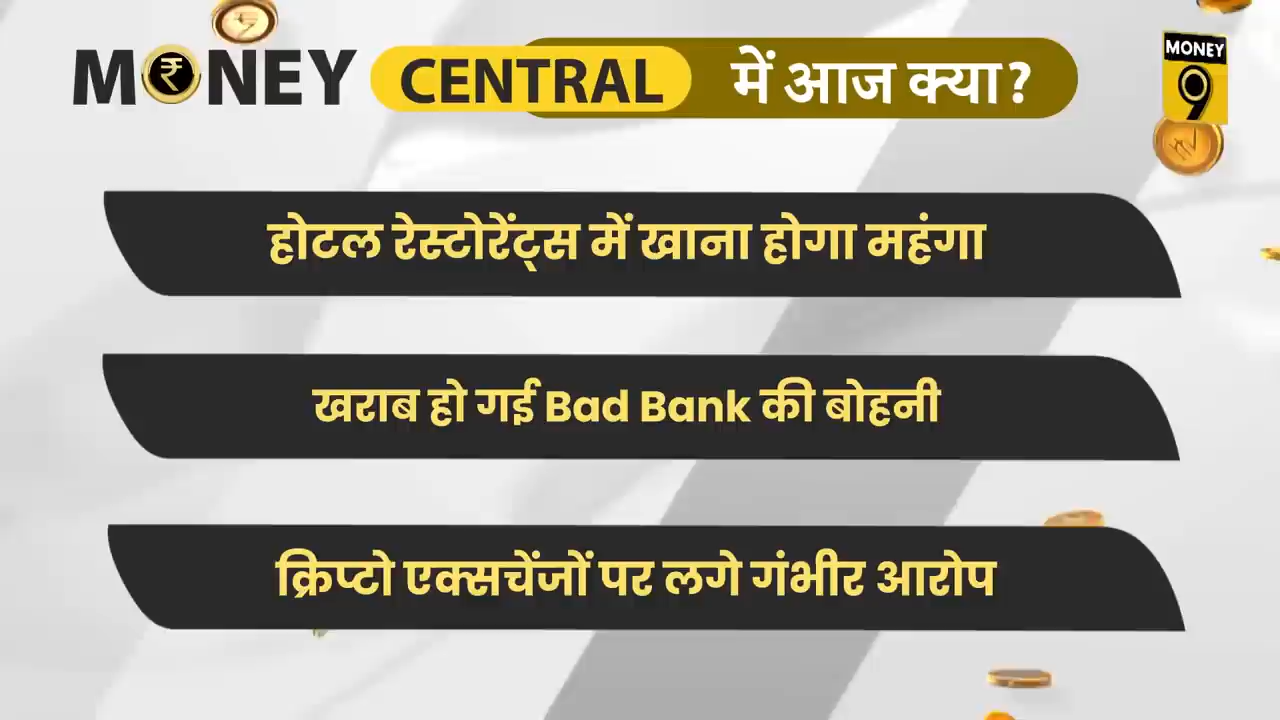 MONEY CENTRAL में आज क्या?
MONEY
9
होटल रेस्टोरेंट्स में खाना होगा महंगा
खराब हो गई Bad Bank की बोहनी
क्रिप्टो एक्सचेंजों पर लगे गंभीर आरोप